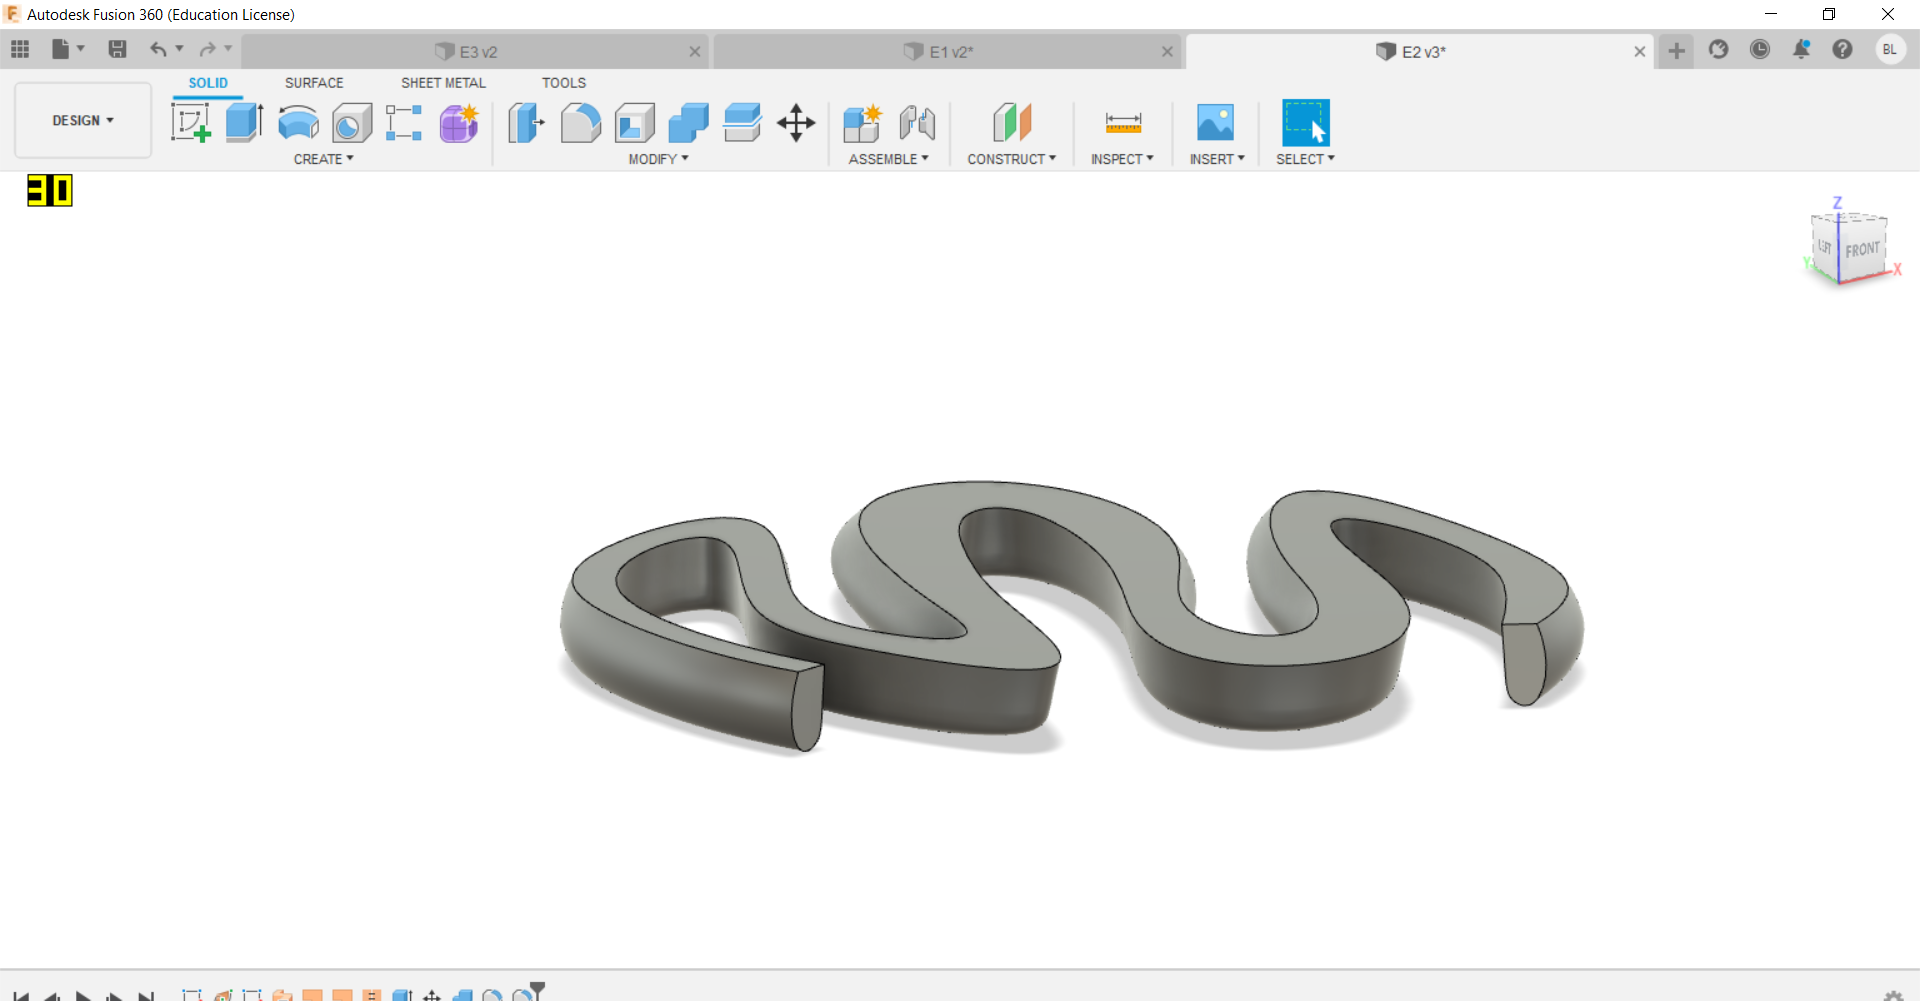 Autodesk Fusion 360 (Education License)
E3 v2
E1 v2*
E2 v3*
BL
SOLID
SURFACE
SHEET METAL
TOOLS
DESIGN
CREATE
MODIFY
ASSEMBLE
CONSTRUCT
INSPECT
INSERT
SELECT
30
Z
LEFT
FRONT
Y
X